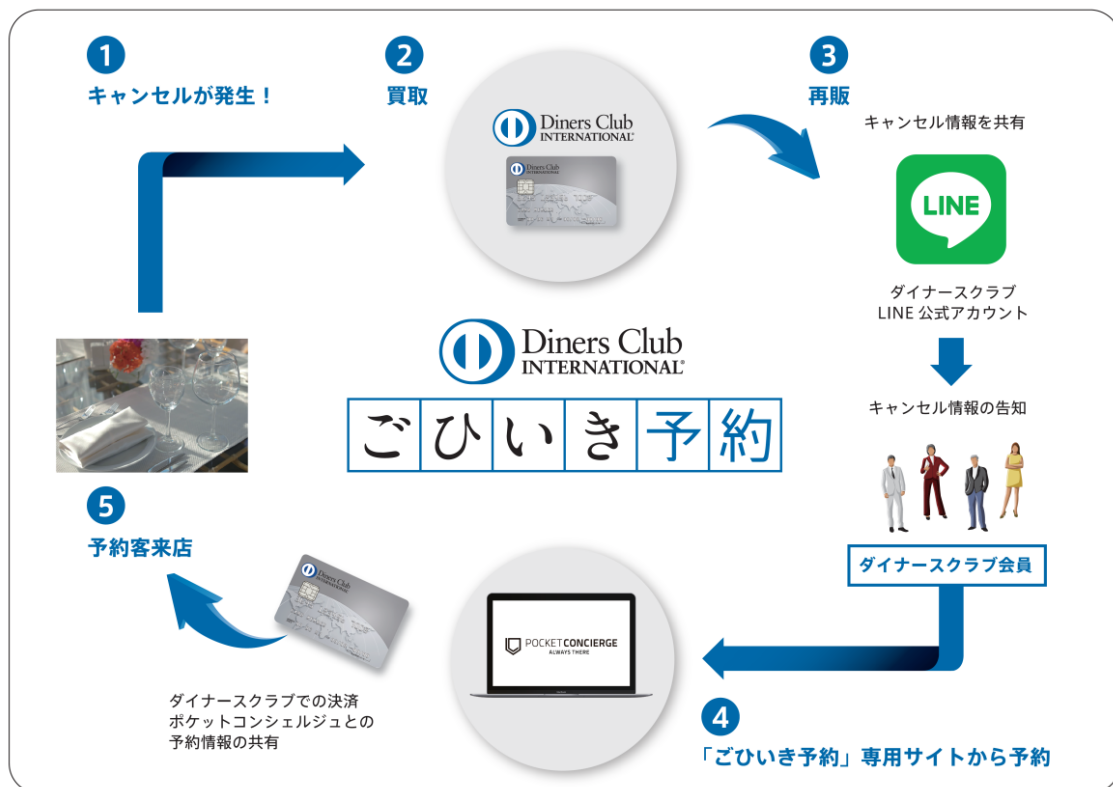 1
キャンセルが発生!
2
買取
Diners Club
INTERNATIONAL®
Diners Club
INTERNATIONAL
3
再販
キャンセル情報を共有
LINE
ダイナースクラブ
LINE 公式アカウント
キャンセル情報の告知
ダイナースクラブ会員
Diners Club
INTERNATIONAL®
ごひいき予約
4
「ごひいき予約」専用サイトから予約
POCKET CONCIERGE
ALWAYS THERE
5
予約客来店
Diners Club
INTERNATIONAL
ダイナースクラブでの決済
ポケットコンシェルジュとの
予約情報の共有